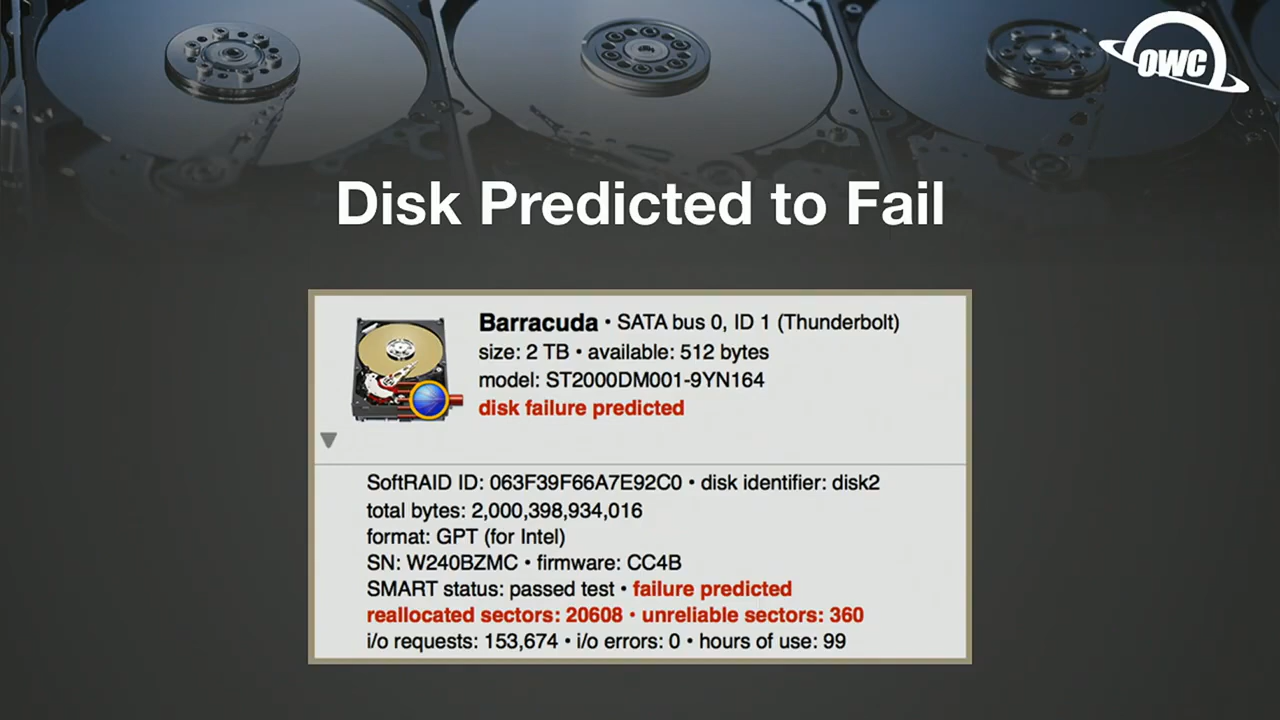 OWC
Disk Predicted to Fail
Barracuda • SATA bus 0, ID 1 (Thunderbolt)
size: 2 TB • available: 512 bytes
model: ST2000DM001-9YN164
disk failure predicted
SoftRAID ID: 063F39F66A7E92C0 • disk identifier: disk2
total bytes: 2,000,398,934,016
format: GPT (for Intel)
SN: W240BZMC • firmware: CC4B
SMART status: passed test • failure predicted
reallocated sectors: 20608 • unreliable sectors: 360
i/o requests: 153,674 • i/o errors: 0 • hours of use: 99